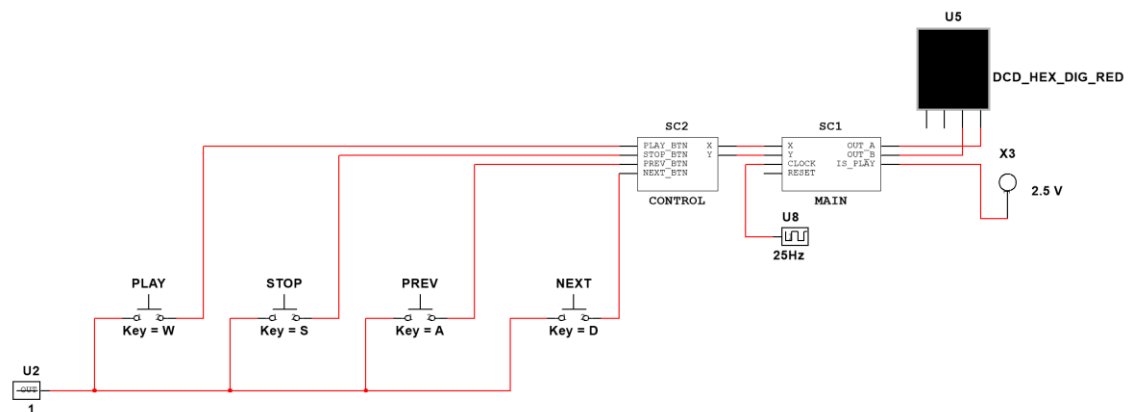 U5
DCD_HEX_DIG_RED
SC2
SC1
PLAY_BTN X
STOP_BTN Y
PREV_BTN
NEXT_BTN
X OUT_A
Y OUT_B
CLOCK IS_PLAY
RESET
X3
2.5 V
CONTROL
MAIN
U8
25Hz
PLAY
STOP
PREV
NEXT
Key = W
Key = S
Key = A
Key = D
U2
OUT
1